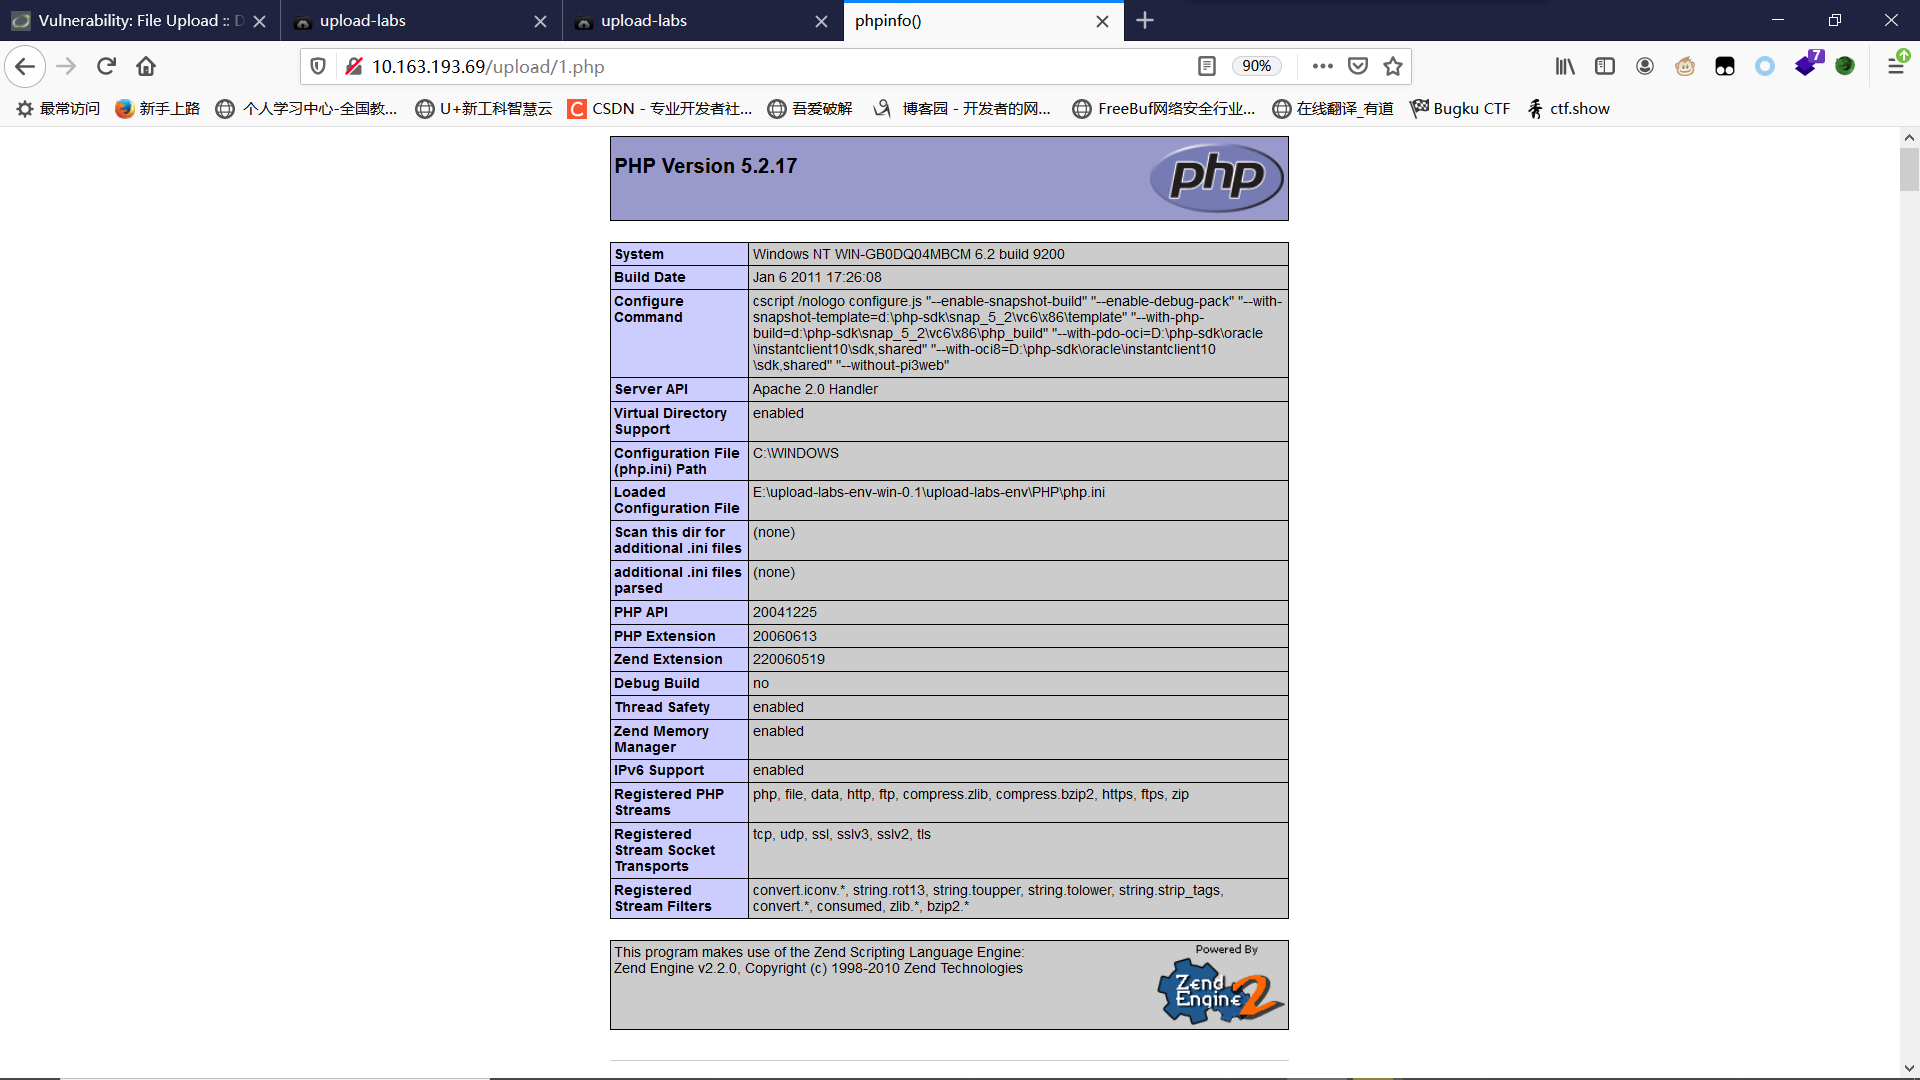 Vulnerability: File Upload :: D
upload-labs
upload-labs
phpinfo()
10.163.193.69/upload/1.php
90%
7
最常访问
新手上路
个人学习中心-全国教...
U+新工科智慧云
CSDN - 专业开发者社...
吾爱破解
博客园 - 开发者的网...
FreeBuf网络安全行业...
在线翻译_有道
Bugku CTF
ctf.show
PHP Version 5.2.17
php
System
Windows NT WIN-GB0DQ04MBCM 6.2 build 9200
Build Date
Jan 6 2011 17:26:08
Configure
Command
cscript /nologo configure.js "--enable-snapshot-build" "--enable-debug-pack" "--with-
snapshot-template=d:\php-sdk\snap_5_2\vc6\x86\template" "--with-php-
build=d:\php-sdk\snap_5_2\vc6\x86\php_build" "--with-pdo-oci=D:\php-sdk\oracle
\instantclient10\sdk,shared" "--with-oci8=D:\php-sdk\oracle\instantclient10
\sdk,shared" "--without-pi3web"
Server API
Apache 2.0 Handler
Virtual Directory
Support
enabled
Configuration File
(php.ini) Path
C:\WINDOWS
Loaded
Configuration File
E:\upload-labs-env-win-0.1\upload-labs-env\PHP\php.ini
Scan this dir for
additional .ini files
(none)
additional .ini files
parsed
(none)
PHP API
20041225
PHP Extension
20060613
Zend Extension
220060519
Debug Build
no
Thread Safety
enabled
Zend Memory
Manager
enabled
IPv6 Support
enabled
Registered PHP
Streams
php, file, data, http, ftp, compress.zlib, compress.bzip2, https, ftps, zip
Registered
Stream Socket
Transports
tcp, udp, ssl, sslv3, sslv2, tls
Registered
Stream Filters
convert.iconv.*, string.rot13, string.toupper, string.tolower, string.strip_tags,
convert.*, consumed, zlib.*, bzip2.*
This program makes use of the Zend Scripting Language Engine:
Zend Engine v2.2.0, Copyright (c) 1998-2010 Zend Technologies
Powered By
Zend
Engine 2